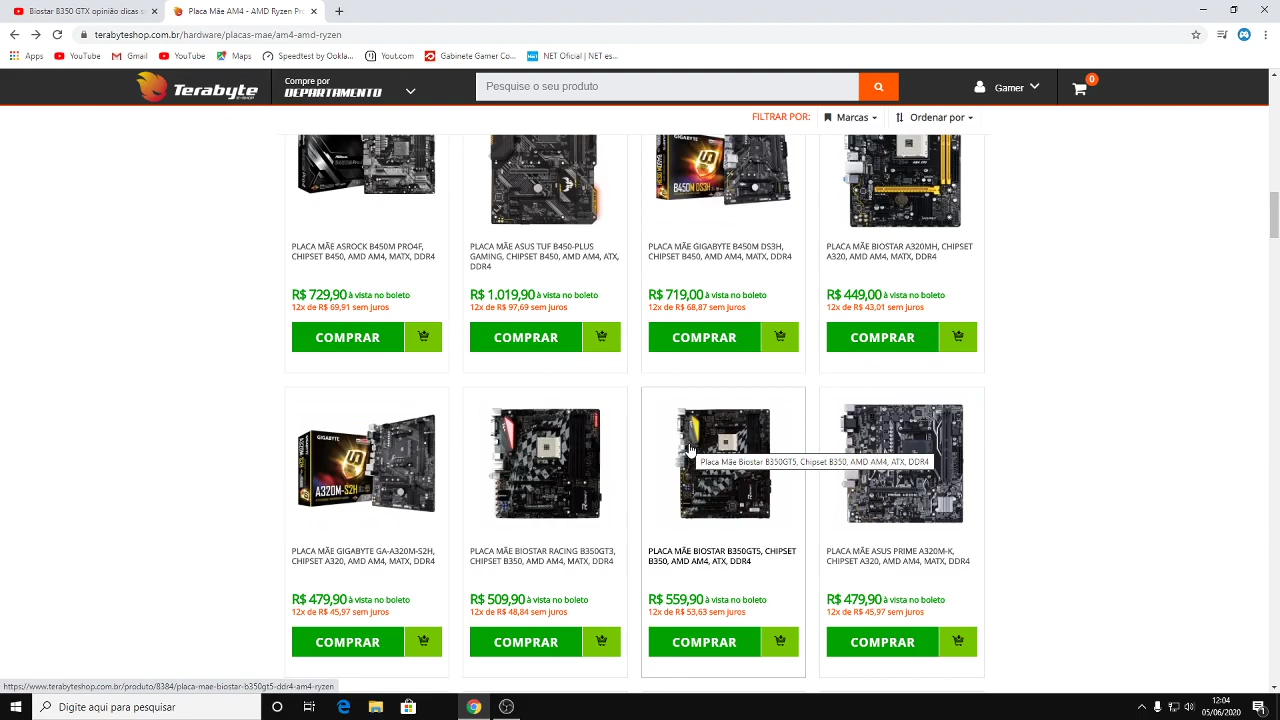 Biostar B350 GTX opinião dicas s
Placa Mãe AM4 - AMD Ryzen Pro
terabyteshop.com.br/hardware/placas-mae/am4-amd-ryzen
Apps
YouTube
Gmail
YouTube
Maps
Speedtest by Ookla...
Yout.com
Gabinete Gamer Co...
NET Oficial | NET es...
Terabyte
E-SHOP
Compre por
DEPARTAMENTO
Pesquise o seu produto
Gamer
0
FILTRAR POR:
Marcas
Ordenar por
B450M DS3H
PLACA MÃE ASROCK B450M PRO4F,
CHIPSET B450, AMD AM4, MATX, DDR4
R$ 729,90 à vista no boleto
12x de R$ 69,91 sem juros
COMPRAR
PLACA MÃE ASUS TUF B450-PLUS
GAMING, CHIPSET B450, AMD AM4, ATX,
DDR4
R$ 1.019,90 à vista no boleto
12x de R$ 97,69 sem juros
COMPRAR
PLACA MÃE GIGABYTE B450M DS3H,
CHIPSET B450, AMD AM4, MATX, DDR4
R$ 719,00 à vista no boleto
12x de R$ 68,87 sem juros
COMPRAR
PLACA MÃE BIOSTAR A320MH, CHIPSET
A320, AMD AM4, MATX, DDR4
R$ 449,00 à vista no boleto
12x de R$ 43,01 sem juros
COMPRAR
GIGABYTE
A320M-S2H
PLACA MÃE GIGABYTE GA-A320M-S2H,
CHIPSET A320, AMD AM4, MATX, DDR4
R$ 479,90 à vista no boleto
12x de R$ 45,97 sem juros
COMPRAR
PLACA MÃE BIOSTAR RACING B350GT3,
CHIPSET B350, AMD AM4, MATX, DDR4
R$ 509,90 à vista no boleto
12x de R$ 48,84 sem juros
COMPRAR
Placa Mãe Biostar B350GT5, Chipset B350, AMD AM4, ATX, DDR4
PLACA MÃE BIOSTAR B350GT5, CHIPSET
B350, AMD AM4, ATX, DDR4
R$ 559,90 à vista no boleto
12x de R$ 53,63 sem juros
COMPRAR
PLACA MÃE ASUS PRIME A320M-K,
CHIPSET A320, AMD AM4, MATX, DDR4
R$ 479,90 à vista no boleto
12x de R$ 45,97 sem juros
COMPRAR
https://www.terabyteshop.com.br/produto/8384/placa-mae-biostar-b350gt5-ddr4-am4-ryzen
Digite aqui para pesquisar
12:04
05/06/2020
1